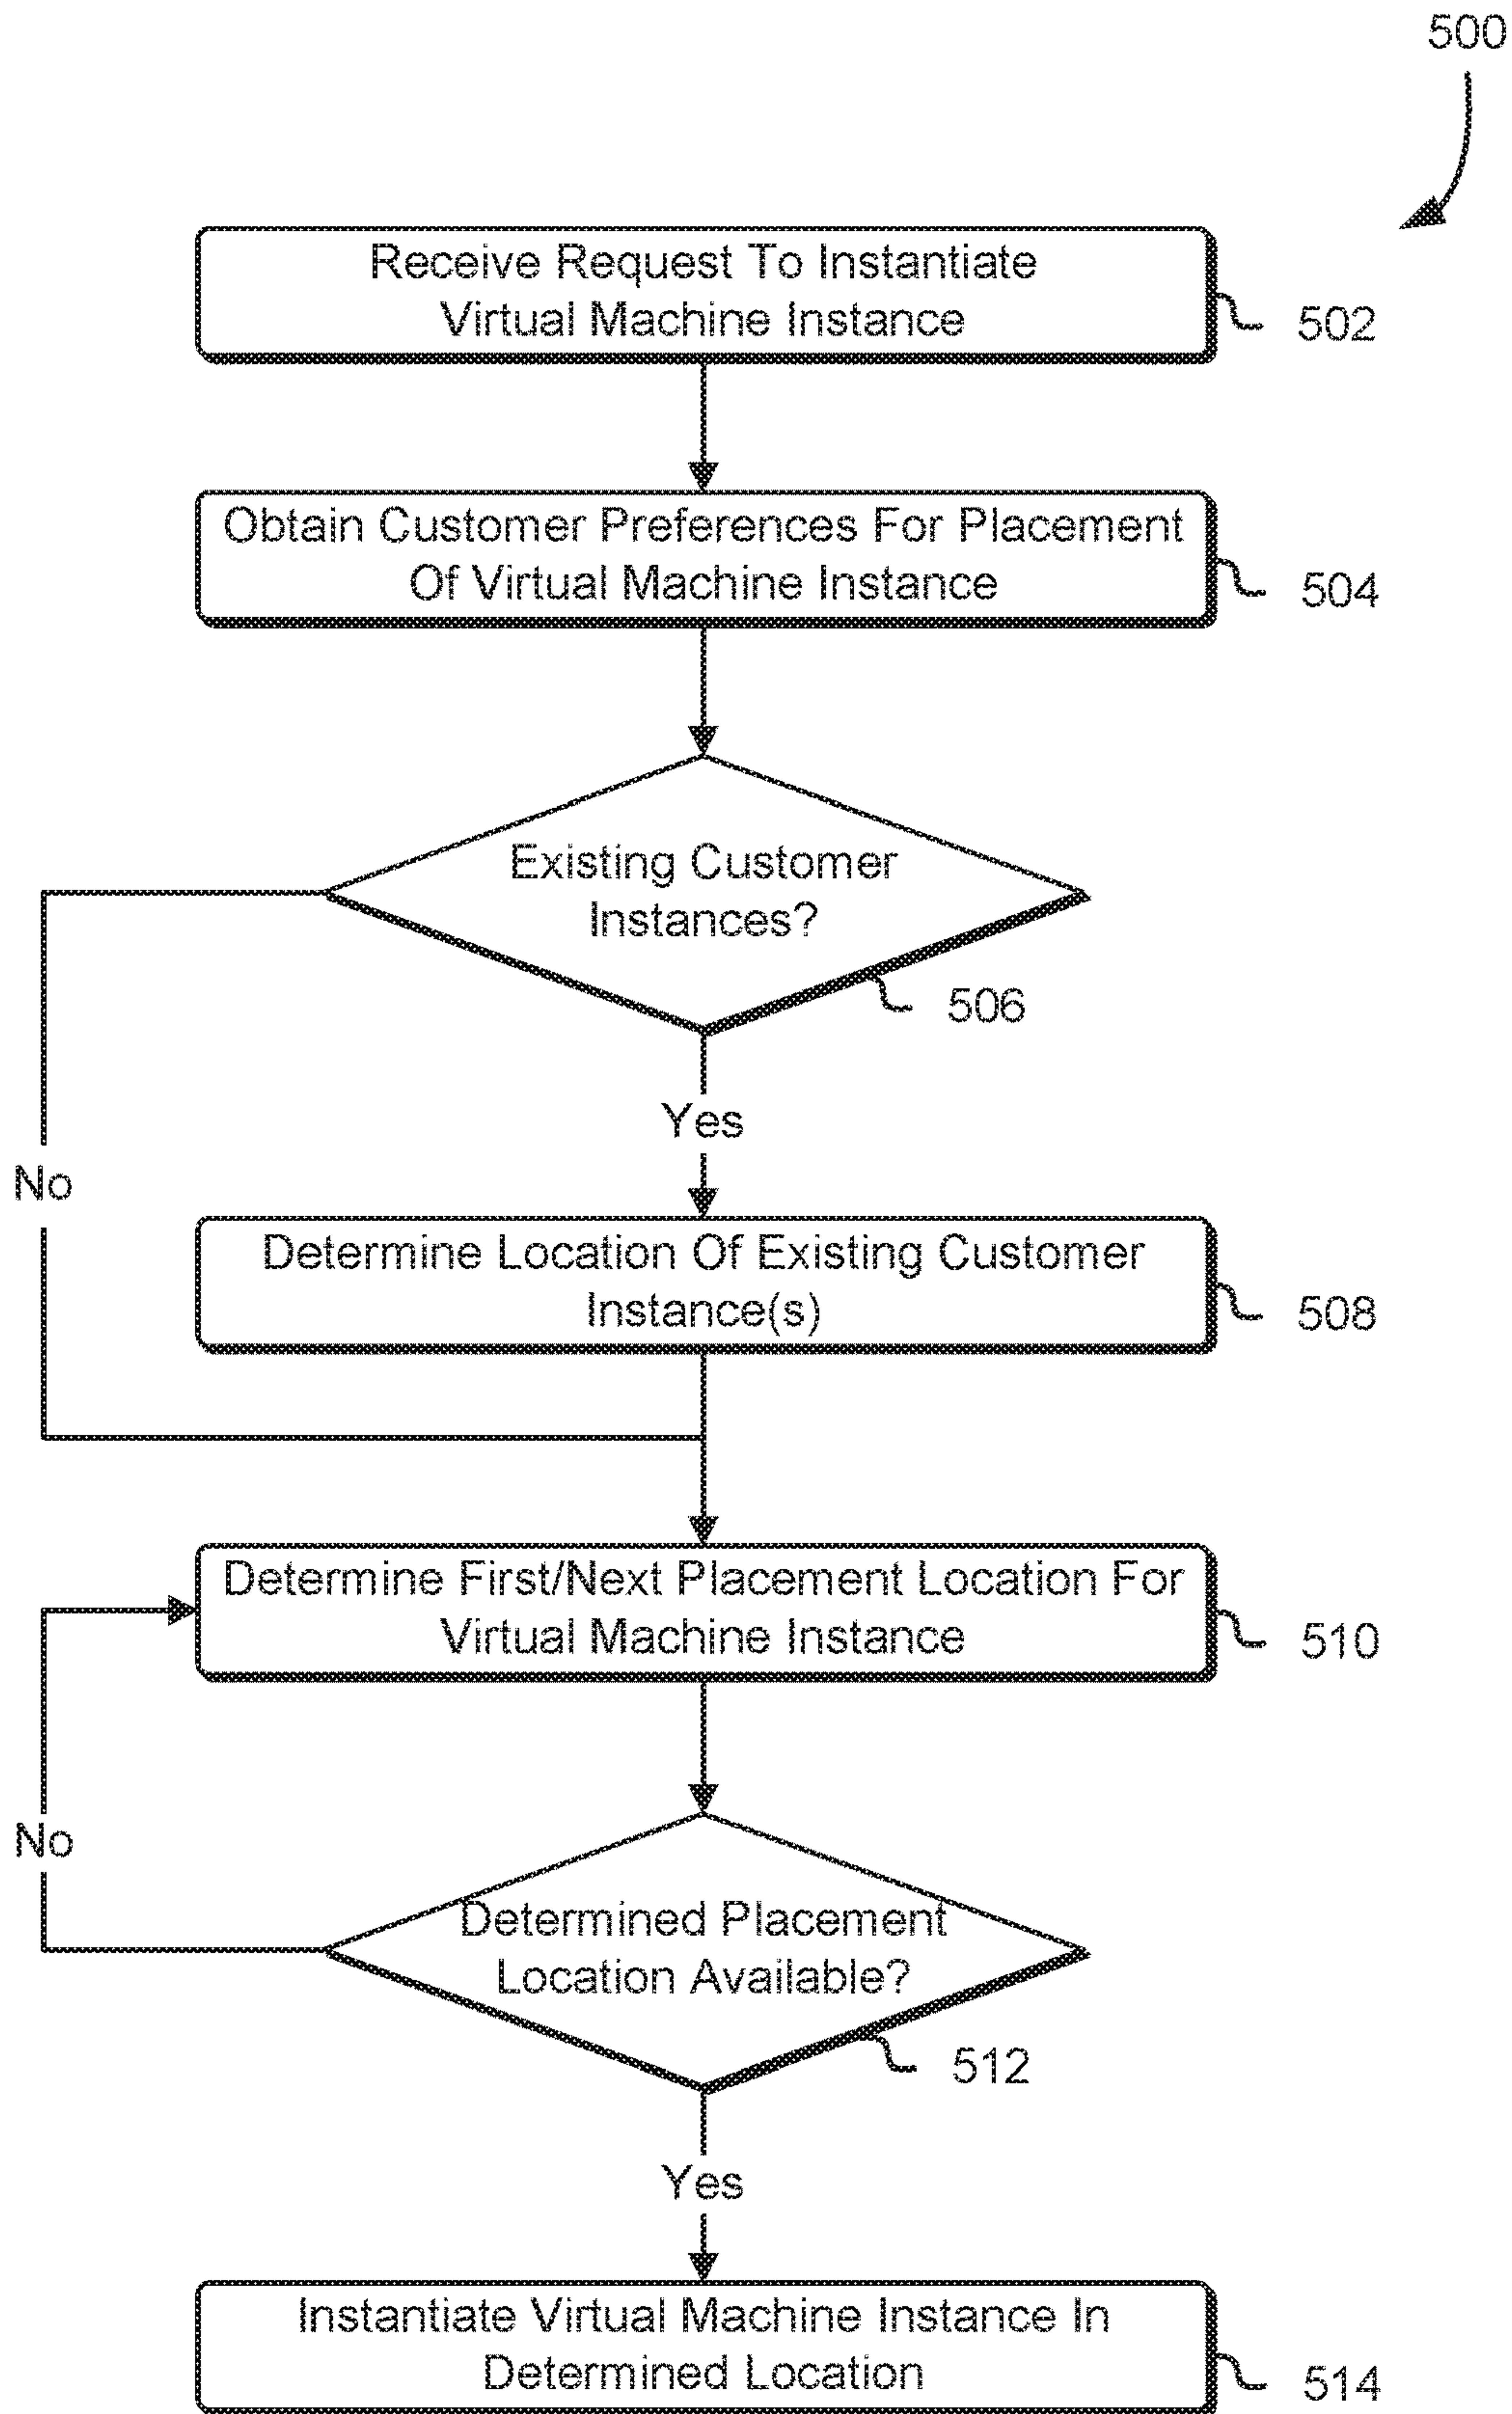 500
Receive Request To Instantiate
Virtual Machine Instance
502
Obtain Customer Preferences For Placement
Of Virtual Machine Instance
504
Existing Customer
Instances?
506
Yes
No
Determine Location Of Existing Customer
Instance(s)
508
Determine First/Next Placement Location For
Virtual Machine Instance
510
No
Determined Placement
Location Available?
512
Yes
Instantiate Virtual Machine Instance In
Determined Location
514